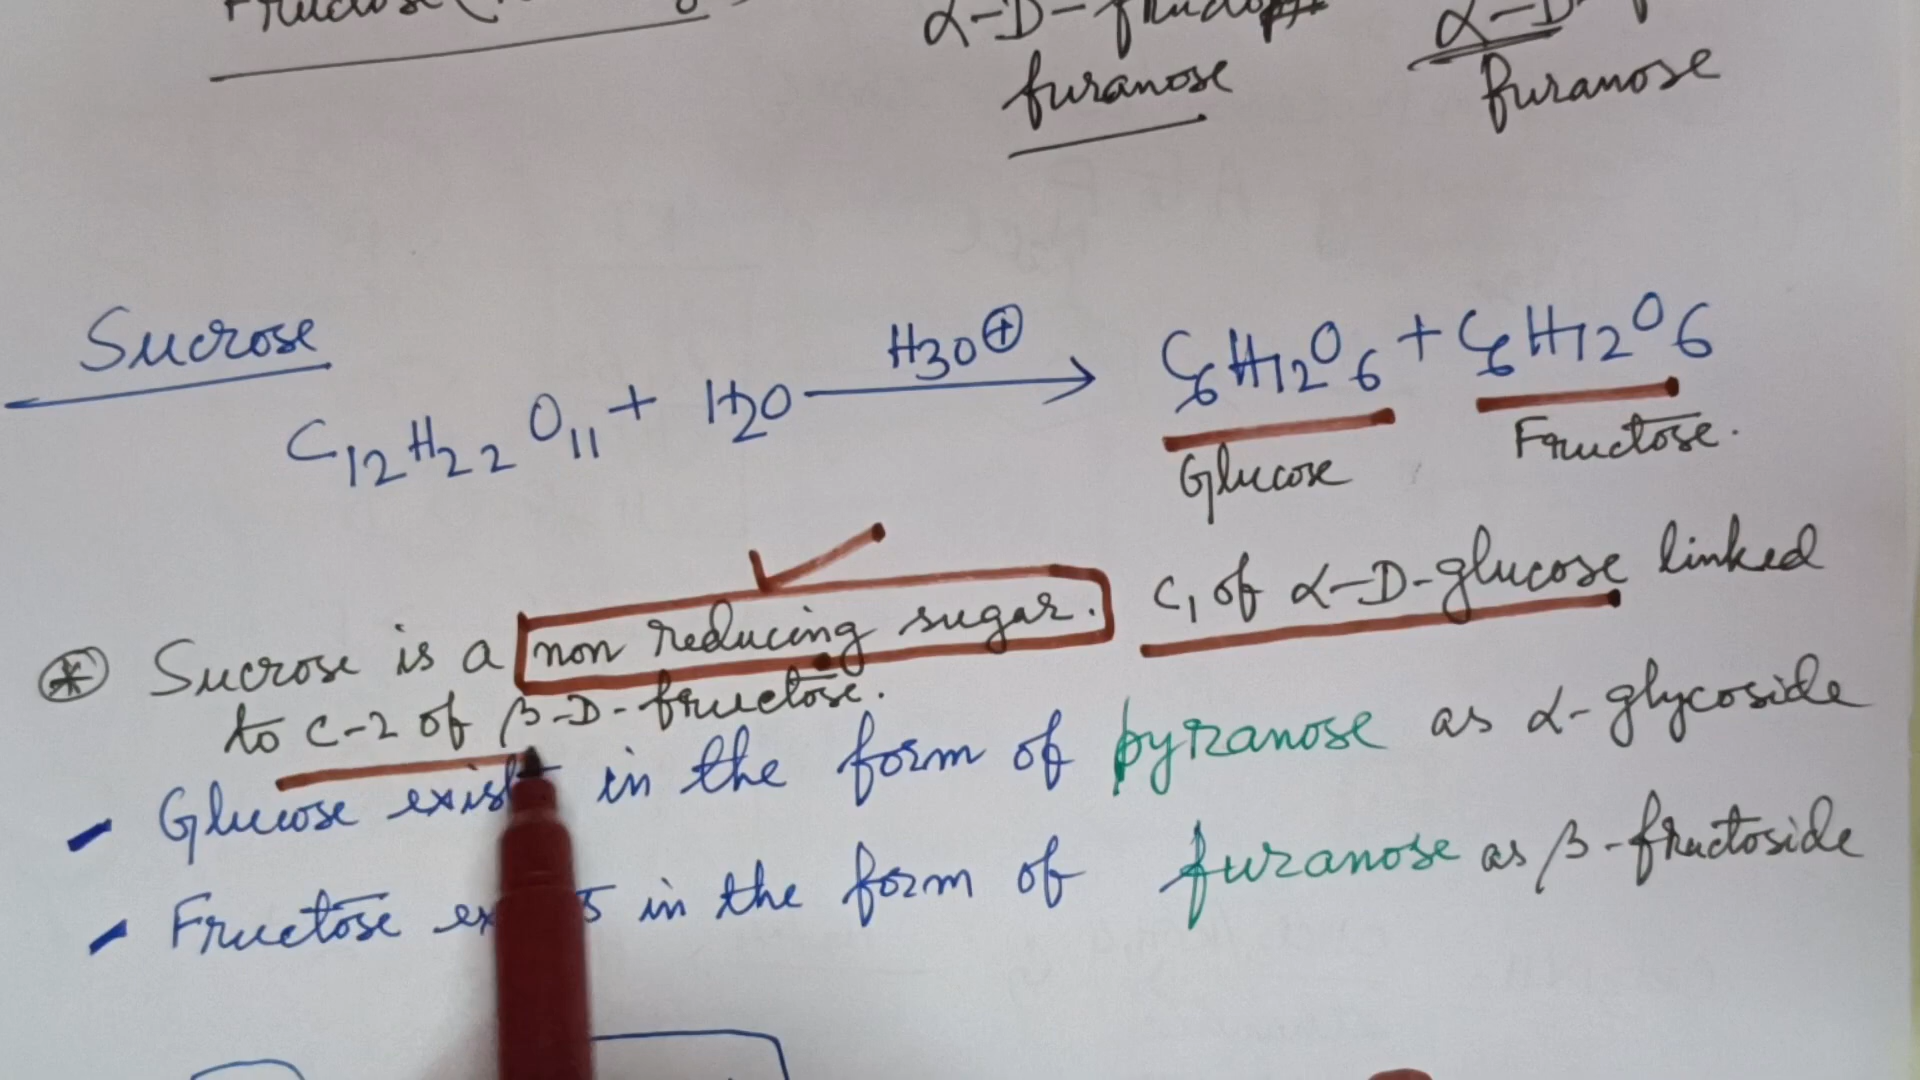 α-D-
α-D-
furanose
furanose
Sucrose
C12H22O11 + H2O H3O⊕ → C6H12O6 + C6H12O6
Glucose Fructose.
⊛ Sucrose is a non reducing sugar. C1 of α-D-glucose linked
to C-2 of β-D-fructose.
- Glucose in the form of pyranose as α-glycoside
- Fructose in the form of furanose as β-fructoside